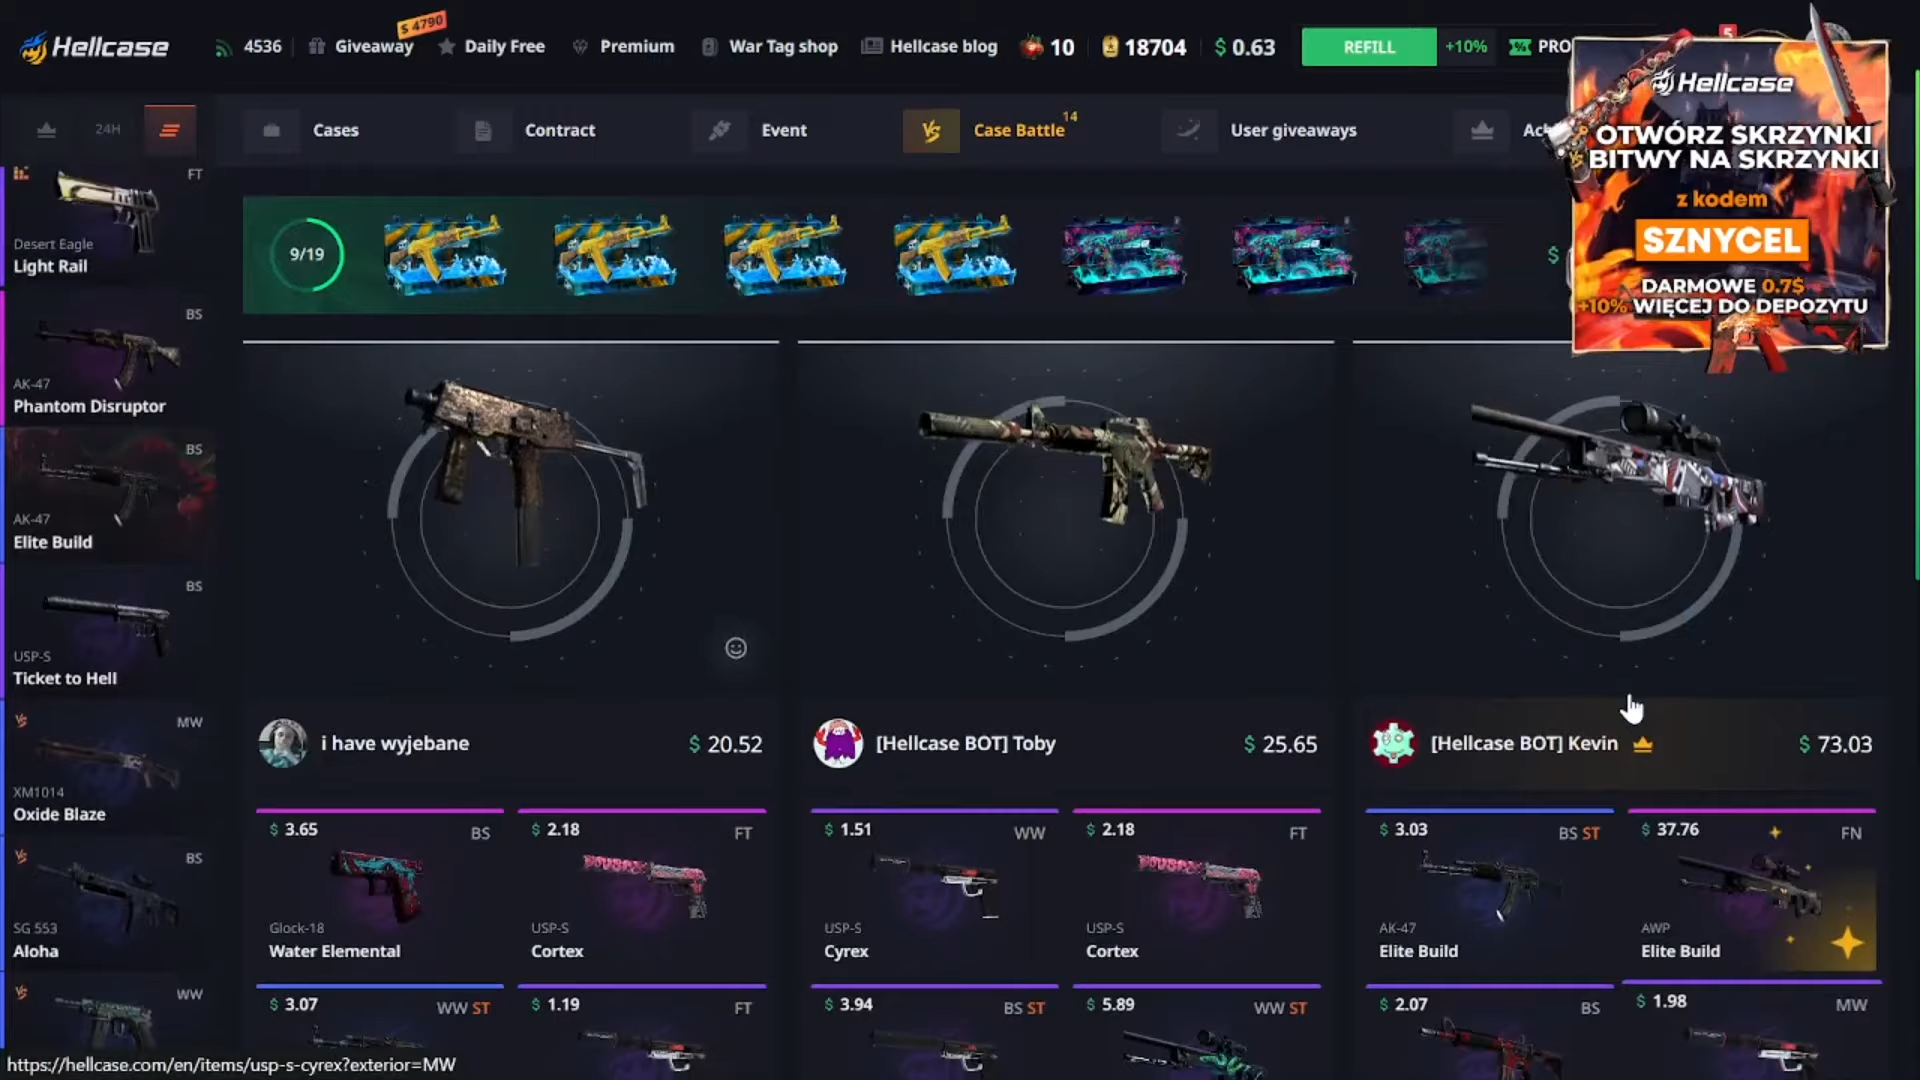 Hellcase
4536
Giveaway
$ 4790
Daily Free
Premium
War Tag shop
Hellcase blog
10
18704
$ 0.63
REFILL
+10%
PRO
5
24H
Cases
Contract
Event
Case Battle 14
User giveaways
Hellcase
OTWÓRZ SKRZYNKI
BITWY NA SKRZYNKI
z kodem
SZNYCEL
DARMOWE 0.7$
+10% WIĘCEJ DO DEPOZYTU
9/19
$
FT
Desert Eagle
Light Rail
BS
AK-47
Phantom Disruptor
BS
AK-47
Elite Build
BS
USP-S
Ticket to Hell
MW
XM1014
Oxide Blaze
BS
SG 553
Aloha
WW
i have wyjebane
$ 20.52
[Hellcase BOT] Toby
$ 25.65
[Hellcase BOT] Kevin
$ 73.03
$ 3.65
BS
Glock-18
Water Elemental
$ 2.18
FT
USP-S
Cortex
$ 1.51
WW
USP-S
Cyrex
$ 2.18
FT
USP-S
Cortex
$ 3.03
BS ST
AK-47
Elite Build
$ 37.76
FN
AWP
Elite Build
$ 3.07
WW ST
$ 1.19
FT
$ 3.94
BS ST
$ 5.89
WW ST
$ 2.07
BS
$ 1.98
MW
https://hellcase.com/en/items/usp-s-cyrex?exterior=MW